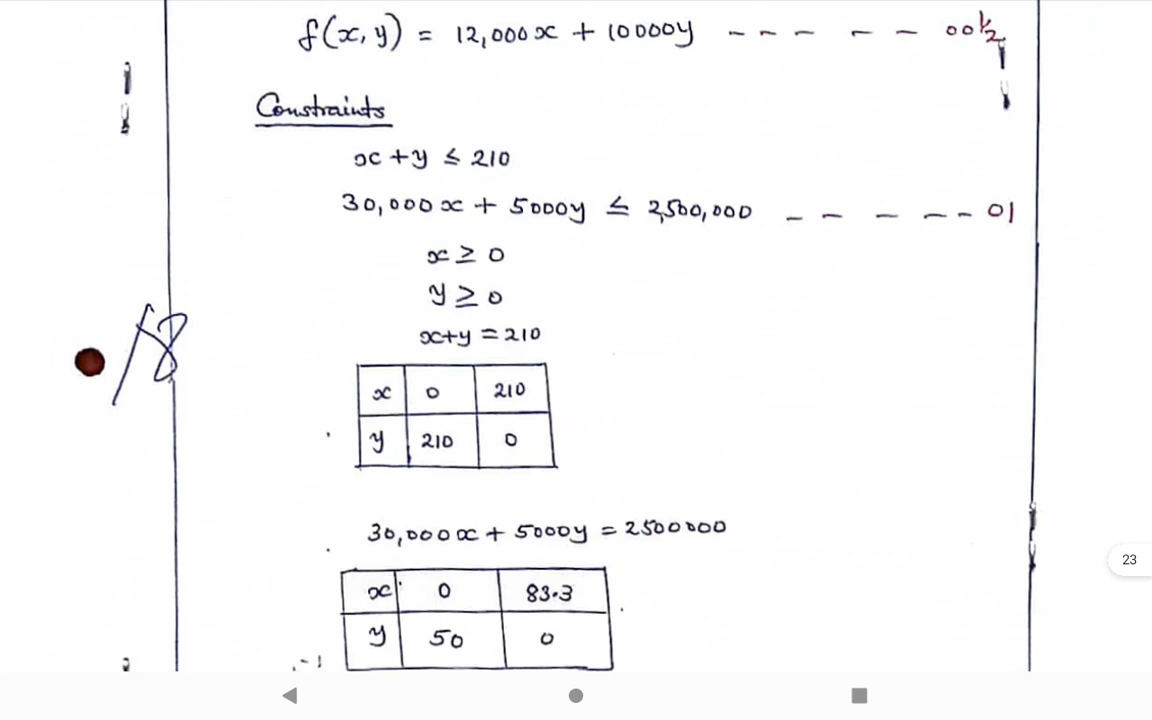 f(x, y) = 12,000x + 10000y - - - - - 00½
Constraints
x + y ≤ 210
30,000x + 5000y ≤ 2,500,000 - - - - - 01
x ≥ 0
y ≥ 0
x+y = 210
x 0 210
y 210 0
30,000x + 5000y = 2500000
x 0 83.3
y 50 0
23